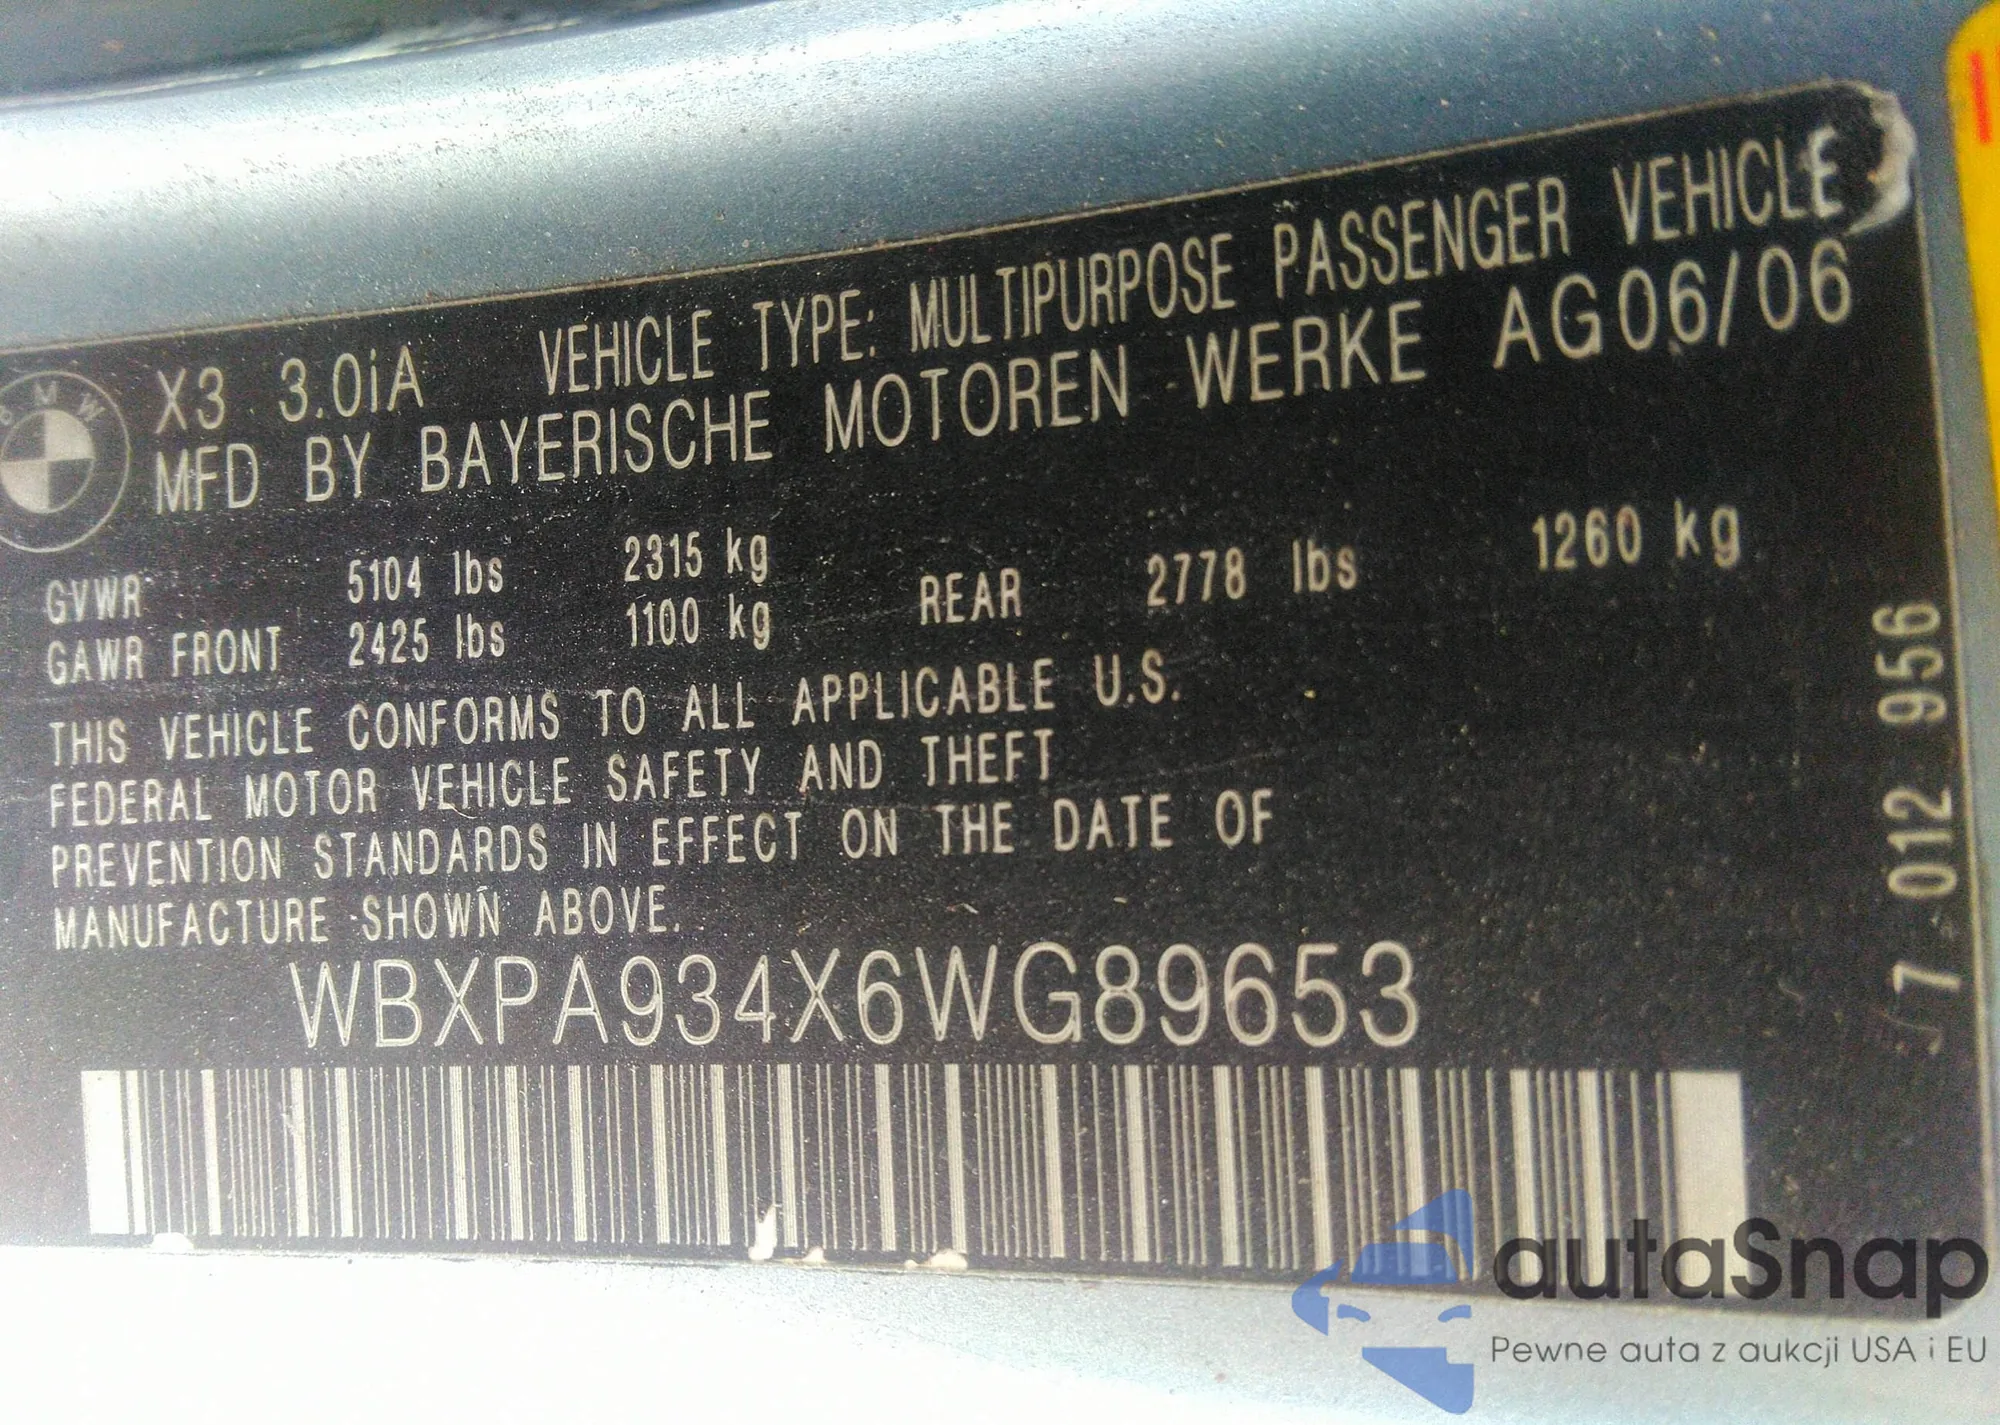 BMW
X3 3.0iA VEHICLE TYPE: MULTIPURPOSE PASSENGER VEHICLE
MFD BY BAYERISCHE MOTOREN WERKE AG 06/06
GVWR 5104 lbs 2315 kg
GAWR FRONT 2425 lbs 1100 kg REAR 2778 lbs 1260 kg
THIS VEHICLE CONFORMS TO ALL APPLICABLE U.S.
FEDERAL MOTOR VEHICLE SAFETY AND THEFT
PREVENTION STANDARDS IN EFFECT ON THE DATE OF
MANUFACTURE SHOWN ABOVE.
WBXPA934X6WG89653
7 012 956
autaSnap
Pewne auta z aukcji USA i EU